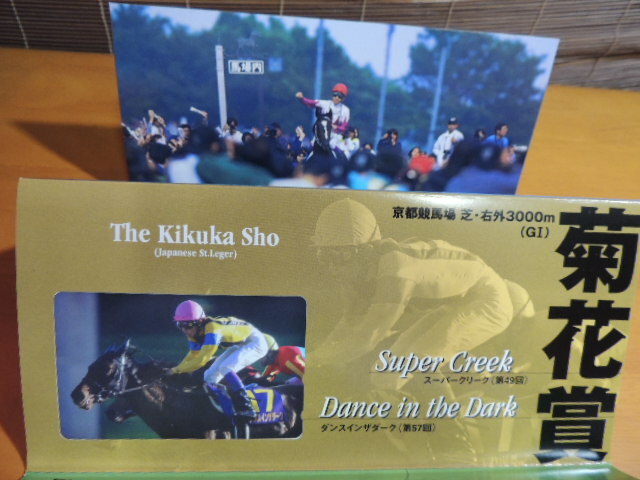 The Kikuka Sho
(Japanese St.Leger)
京都競馬場 芝・右外3000m
(GI)
菊花賞
Super Creek
スーパークリーク(第49回)
Dance in the Dark
ダンスインザダーク(第57回)